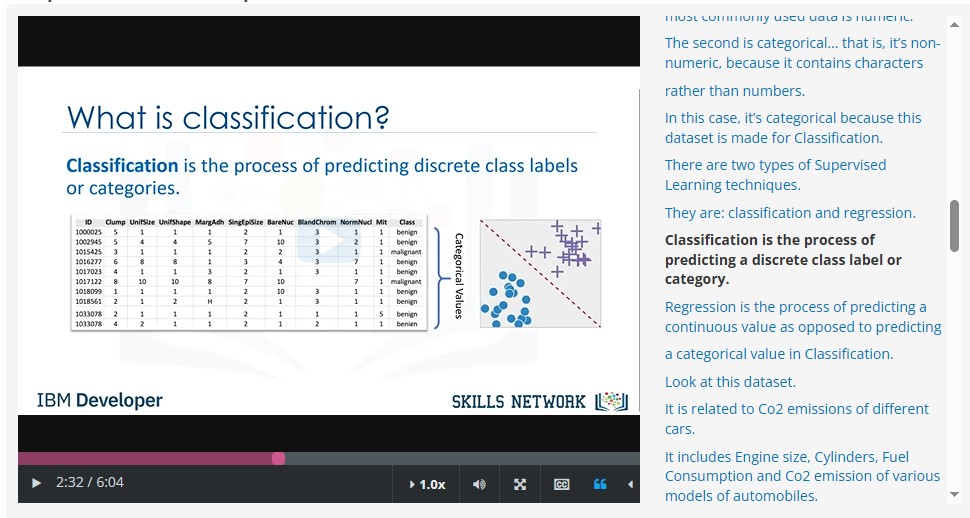 What is classification?
Classification is the process of predicting discrete class labels
or categories.
ID Clump UnifSize UnifShape MargAdh SingEpiSize BareNuc BlandChrom NormNucl Mit Class
1000025 5 1 1 1 2 1 3 1 1 benign
1002945 5 4 4 5 7 10 3 2 1 benign
1015425 3 1 1 1 2 2 3 1 1 malignant
1016277 6 8 8 1 3 4 3 7 1 benign
1017023 4 1 1 3 2 1 3 1 1 benign
1017122 8 10 10 8 7 10 7 1 malignant
1018099 1 1 1 1 2 10 3 1 1 benign
1018561 2 1 2 H 2 1 3 1 1 benign
1033078 2 1 1 1 2 1 1 1 5 benign
1033078 4 2 1 1 2 1 2 1 1 benign
Categorical Values
IBM Developer
SKILLS NETWORK
2:32 / 6:04
1.0x
CC
most commonly used data is numeric.
The second is categorical... that is, it's non-
numeric, because it contains characters
rather than numbers.
In this case, it's categorical because this
dataset is made for Classification.
There are two types of Supervised
Learning techniques.
They are: classification and regression.
Classification is the process of
predicting a discrete class label or
category.
Regression is the process of predicting a
continuous value as opposed to predicting
a categorical value in Classification.
Look at this dataset.
It is related to Co2 emissions of different
cars.
It includes Engine size, Cylinders, Fuel
Consumption and Co2 emission of various
models of automobiles.